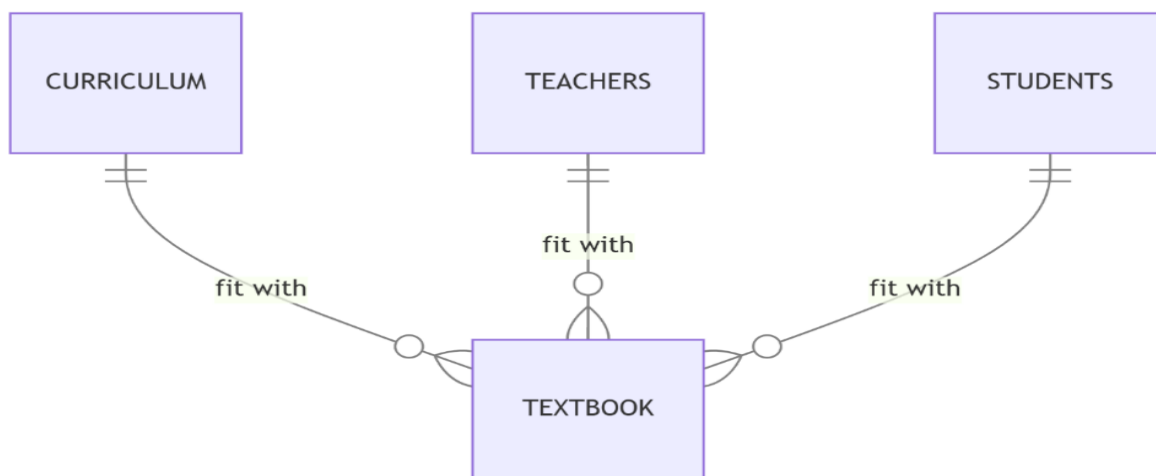 CURRICULUM
TEACHERS
STUDENTS
fit with
fit with
fit with
TEXTBOOK